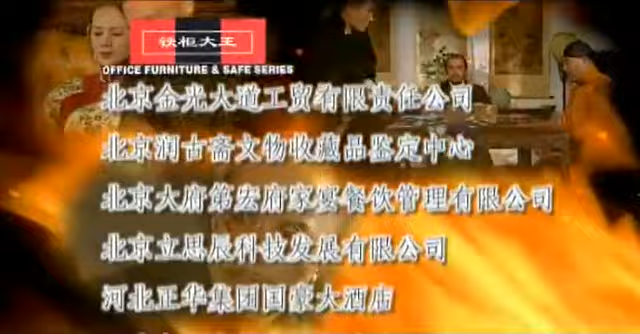 铁柜大王
OFFICE FURNITURE & SAFE SERIES
北京金光大道工贸有限责任公司
北京润古斋文物收藏品鉴定中心
北京大府第宏府家宴餐饮管理有限公司
北京立思辰科技发展有限公司
河北正华集团国豪大酒店